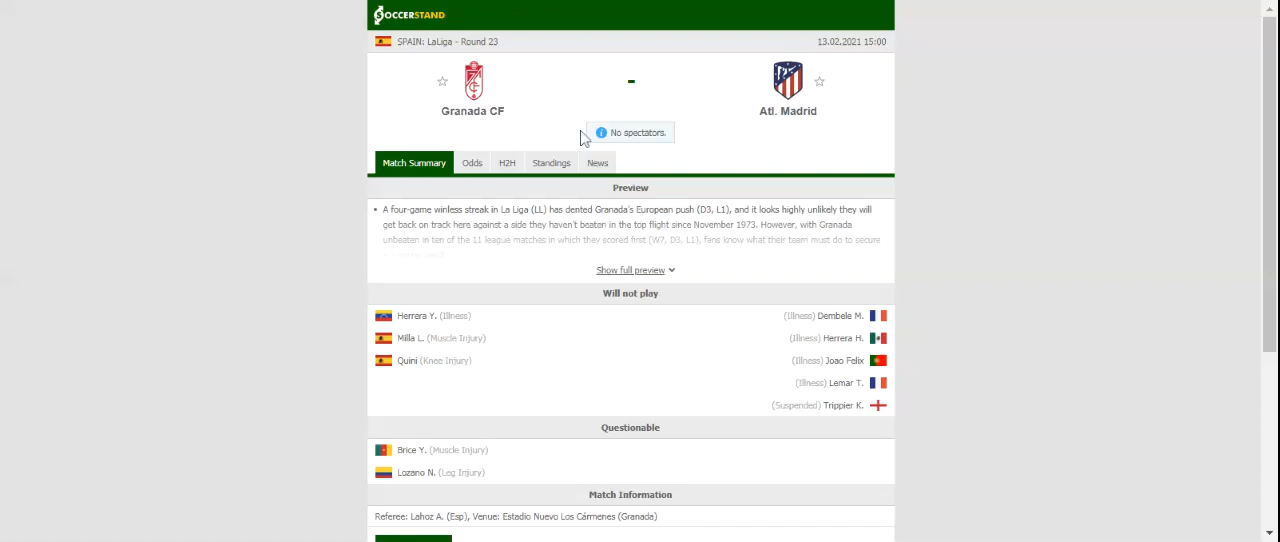 SOCCERSTAND
SPAIN: LaLiga - Round 23
13.02.2021 15:00
-
Granada CF
Atl. Madrid
No spectators.
Match Summary
Odds
H2H
Standings
News
Preview
• A four-game winless streak in La Liga (LL) has dented Granada's European push (D3, L1), and it looks highly unlikely they will
get back on track here against a side they haven't beaten in the top flight since November 1973. However, with Granada
unbeaten in ten of the 11 league matches in which they scored first (W7, D3, L1), fans know what their team must do to secure
Show full preview
Will not play
Herrera Y. (Illness)
(Illness) Dembele M.
Milla L. (Muscle Injury)
(Illness) Herrera H.
Quini (Knee Injury)
(Illness) Joao Felix
(Illness) Lemar T.
(Suspended) Trippier K.
Questionable
Brice Y. (Muscle Injury)
Lozano N. (Leg Injury)
Match Information
Referee: Lahoz A. (Esp), Venue: Estadio Nuevo Los Cármenes (Granada)